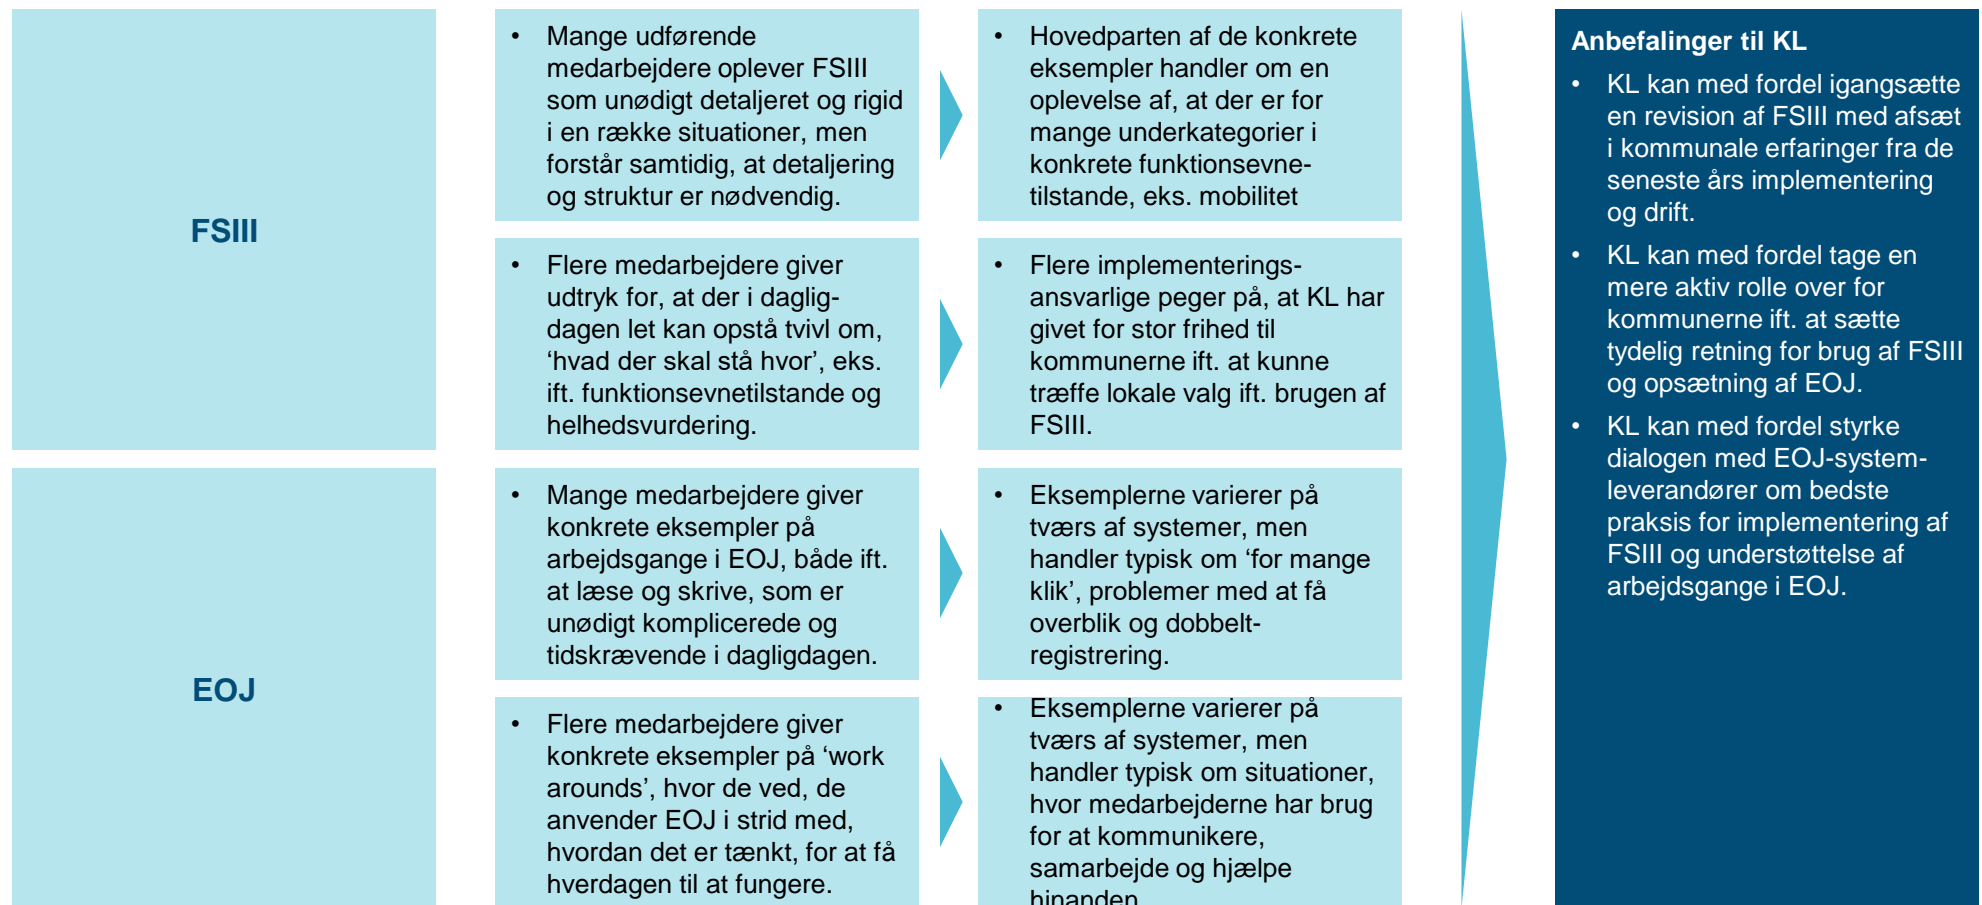 FSIII
• Mange udførende
medarbejdere oplever FSIII
som unødigt detaljeret og rigid
i en række situationer, men
forstår samtidig, at detaljering
og struktur er nødvendig.
• Hovedparten af de konkrete
eksempler handler om en
oplevelse af, at der er for
mange underkategorier i
konkrete funktionsevne-
tilstande, eks. mobilitet
• Flere medarbejdere giver
udtryk for, at der i daglig-
dagen let kan opstå tvivl om,
‘hvad der skal stå hvor’, eks.
ift. funktionsevnetilstande og
helhedsvurdering.
• Flere implementerings-
ansvarlige peger på, at KL har
givet for stor frihed til
kommunerne ift. at kunne
træffe lokale valg ift. brugen af
FSIII.
EOJ
• Mange medarbejdere giver
konkrete eksempler på
arbejdsgange i EOJ, både ift.
at læse og skrive, som er
unødigt komplicerede og
tidskrævende i dagligdagen.
• Eksemplerne varierer på
tværs af systemer, men
handler typisk om ‘for mange
klik’, problemer med at få
overblik og dobbelt-
registrering.
• Flere medarbejdere giver
konkrete eksempler på ‘work
arounds’, hvor de ved, de
anvender EOJ i strid med,
hvordan det er tænkt, for at få
hverdagen til at fungere.
• Eksemplerne varierer på
tværs af systemer, men
handler typisk om situationer,
hvor medarbejderne har brug
for at kommunikere,
samarbejde og hjælpe
hinanden
Anbefalinger til KL
• KL kan med fordel igangsætte
en revision af FSIII med afsæt
i kommunale erfaringer fra de
seneste års implementering
og drift.
• KL kan med fordel tage en
mere aktiv rolle over for
kommunerne ift. at sætte
tydelig retning for brug af FSIII
og opsætning af EOJ.
• KL kan med fordel styrke
dialogen med EOJ-system-
leverandører om bedste
praksis for implementering af
FSIII og understøttelse af
arbejdsgange i EOJ.